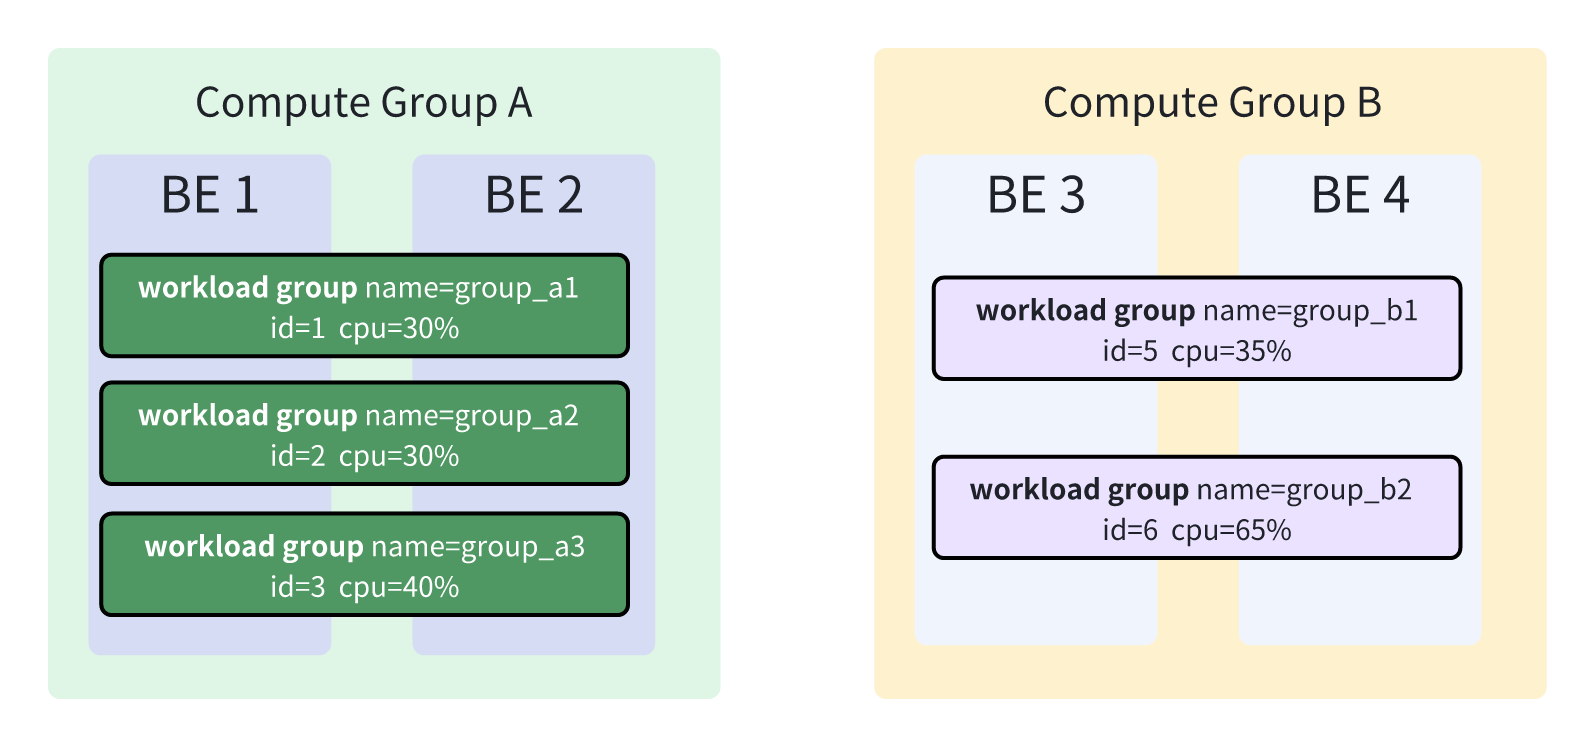 Compute Group A
BE 1
BE 2
workload group name=group_a1
id=1 cpu=30%
workload group name=group_a2
id=2 cpu=30%
workload group name=group_a3
id=3 cpu=40%
Compute Group B
BE 3
BE 4
workload group name=group_b1
id=5 cpu=35%
workload group name=group_b2
id=6 cpu=65%